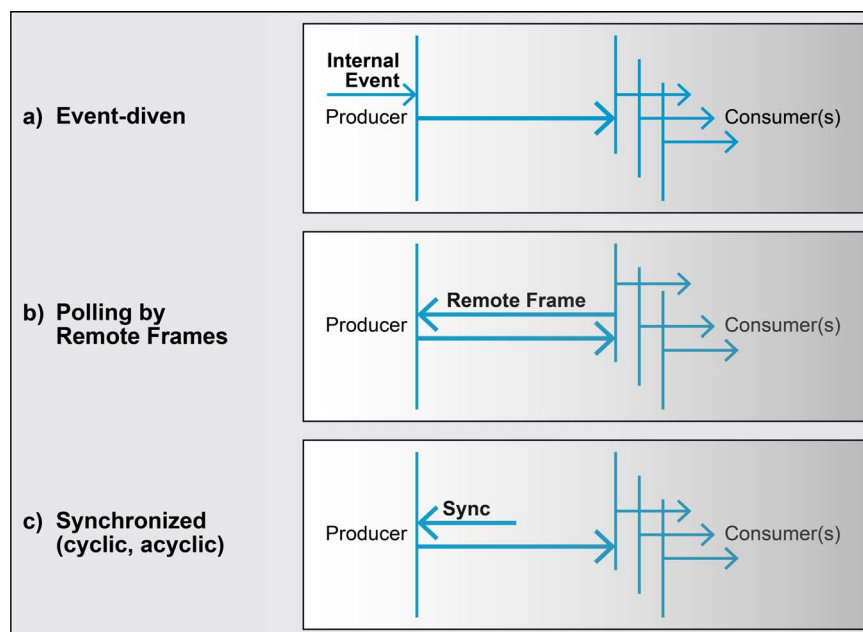 a) Event-diven
Internal
Event
Producer
Consumer(s)
b) Polling by
Remote Frames
Remote Frame
Producer
Consumer(s)
c) Synchronized
(cyclic, acyclic)
Sync
Producer
Consumer(s)